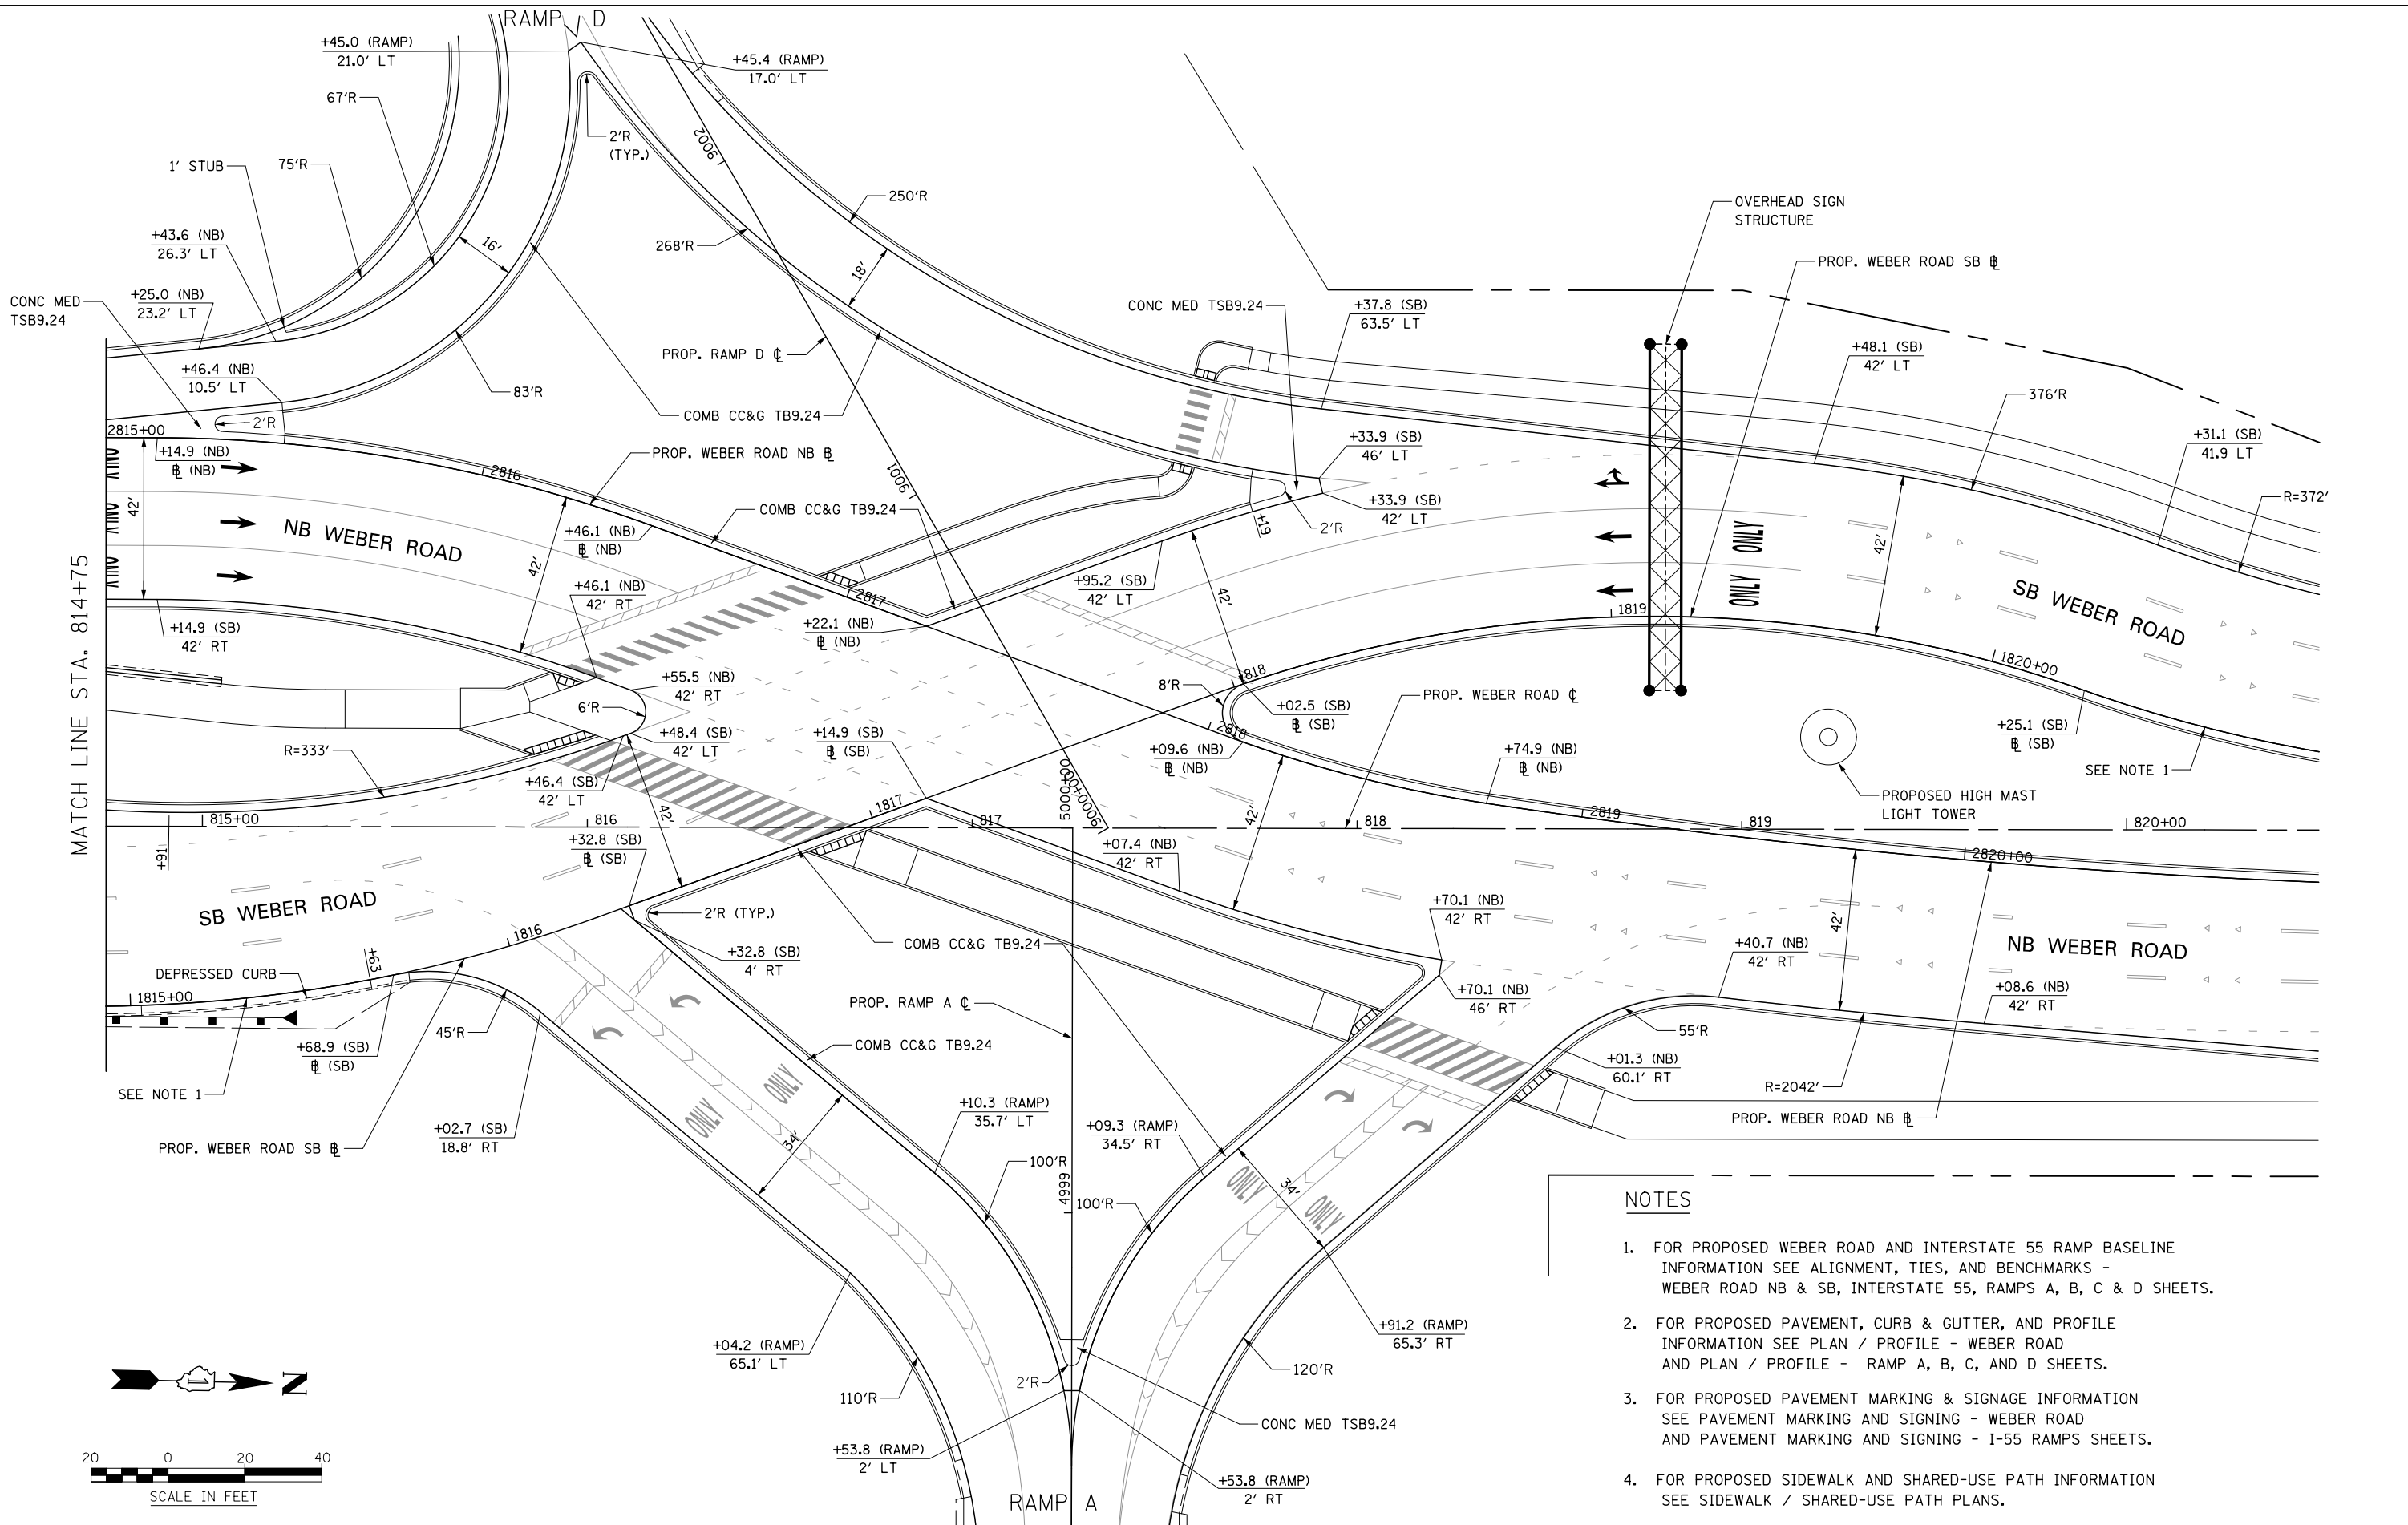 RAMP D
+45.0 (RAMP)
21.0' LT
+45.4 (RAMP)
17.0' LT
67'R
2'R
(TYP.)
1' STUB
75'R
9002
250'R
OVERHEAD SIGN
STRUCTURE
+43.6 (NB)
26.3' LT
16'
268'R
18'
PROP. WEBER ROAD SB ℄
CONC MED
TSB9.24
+25.0 (NB)
23.2' LT
CONC MED TSB9.24
+37.8 (SB)
63.5' LT
PROP. RAMP D ℄
+48.1 (SB)
42' LT
+46.4 (NB)
10.5' LT
83'R
376'R
COMB CC&G TB9.24
2'R
2815+00
+33.9 (SB)
46' LT
+31.1 (SB)
41.9 LT
+14.9 (NB)
℄ (NB)
PROP. WEBER ROAD NB ℄
2816
9001
ONLY
ONLY
ONLY
42'
R=372'
COMB CC&G TB9.24
+33.9 (SB)
42' LT
+19
2'R
NB WEBER ROAD
+46.1 (NB)
℄ (NB)
42'
ONLY
42'
MATCH LINE STA. 814+75
+46.1 (NB)
42' RT
+95.2 (SB)
42' LT
42'
ONLY
SB WEBER ROAD
2817
1819
+14.9 (SB)
42' RT
+22.1 (NB)
℄ (NB)
818
1820+00
+55.5 (NB)
42' RT
8'R
PROP. WEBER ROAD ℄
6'R
+02.5 (SB)
℄ (SB)
+48.4 (SB)
42' LT
+14.9 (SB)
℄ (SB)
2818
+25.1 (SB)
℄ (SB)
R=333'
+09.6 (NB)
℄ (NB)
+74.9 (NB)
℄ (NB)
SEE NOTE 1
+46.4 (SB)
42' LT
5000+00
9000+00.00
PROPOSED HIGH MAST
LIGHT TOWER
42'
1817
42'
2819
815+00
816
817
818
819
820+00
+91
+32.8 (SB)
℄ (SB)
+07.4 (NB)
42' RT
2820+00
SB WEBER ROAD
2'R (TYP.)
+70.1 (NB)
42' RT
42'
1816
COMB CC&G TB9.24
+40.7 (NB)
42' RT
NB WEBER ROAD
+63
+32.8 (SB)
4' RT
DEPRESSED CURB
1815+00
PROP. RAMP A ℄
+70.1 (NB)
46' RT
+08.6 (NB)
42' RT
45'R
55'R
+68.9 (SB)
℄ (SB)
COMB CC&G TB9.24
+01.3 (NB)
60.1' RT
SEE NOTE 1
ONLY
R=2042'
+10.3 (RAMP)
35.7' LT
ONLY
+02.7 (SB)
18.8' RT
+09.3 (RAMP)
34.5' RT
PROP. WEBER ROAD NB ℄
PROP. WEBER ROAD SB ℄
34'
100'R
4999
100'R
ONLY
34'
ONLY
NOTES
1. FOR PROPOSED WEBER ROAD AND INTERSTATE 55 RAMP BASELINE
INFORMATION SEE ALIGNMENT, TIES, AND BENCHMARKS -
WEBER ROAD NB & SB, INTERSTATE 55, RAMPS A, B, C & D SHEETS.
2. FOR PROPOSED PAVEMENT, CURB & GUTTER, AND PROFILE
INFORMATION SEE PLAN / PROFILE - WEBER ROAD
AND PLAN / PROFILE - RAMP A, B, C, AND D SHEETS.
3. FOR PROPOSED PAVEMENT MARKING & SIGNAGE INFORMATION
SEE PAVEMENT MARKING AND SIGNING - WEBER ROAD
AND PAVEMENT MARKING AND SIGNING - I-55 RAMPS SHEETS.
4. FOR PROPOSED SIDEWALK AND SHARED-USE PATH INFORMATION
SEE SIDEWALK / SHARED-USE PATH PLANS.
+04.2 (RAMP)
65.1' LT
+91.2 (RAMP)
65.3' RT
120'R
110'R
2'R
CONC MED TSB9.24
+53.8 (RAMP)
2' LT
+53.8 (RAMP)
2' RT
RAMP A
N
20 0 20 40
SCALE IN FEET